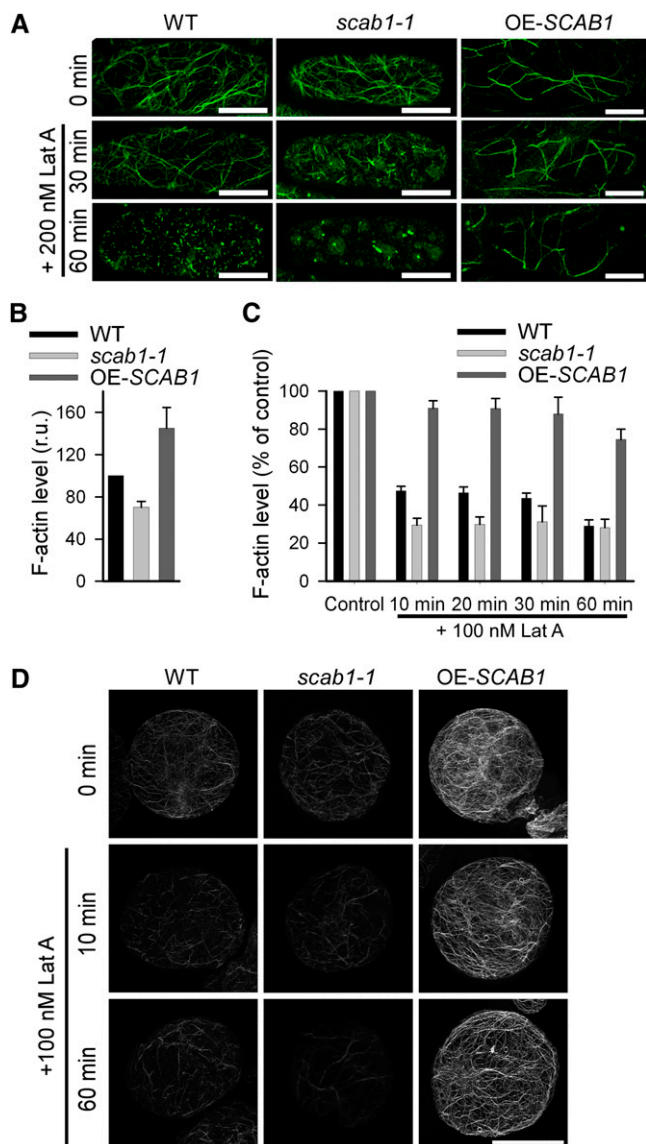 A
WT
scab1-1
OE-SCAB1
0 min
+ 200 nM Lat A
30 min
60 min
B
WT
scab1-1
OE-SCAB1
F-actin level (r.u.)
160
120
80
40
0
C
WT
scab1-1
OE-SCAB1
F-actin level (% of control)
100
80
60
40
20
0
Control 10 min 20 min 30 min 60 min
+ 100 nM Lat A
D
WT
scab1-1
OE-SCAB1
0 min
+100 nM Lat A
10 min
60 min